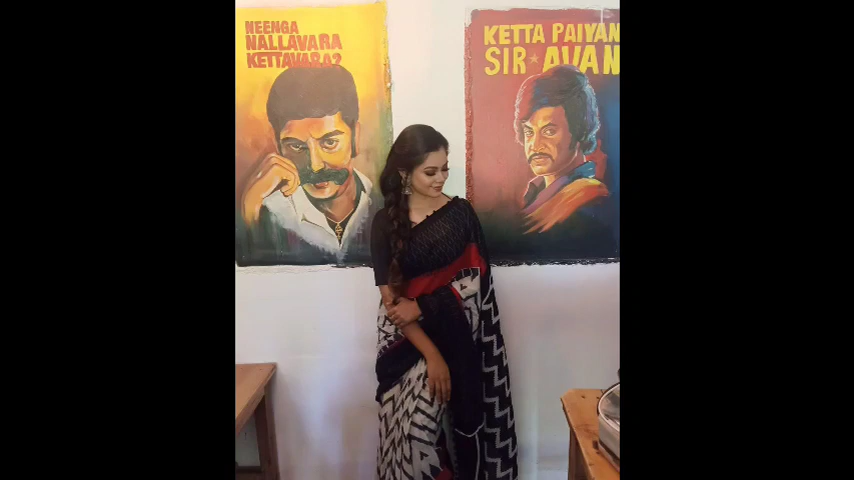 NEENGA
NALLAVARA
KETTAVARA?
KETTA PAIYAN
SIR★AVAN